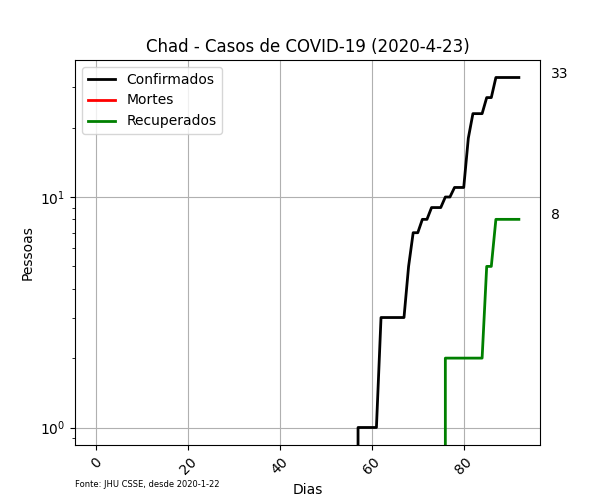 Chad - Casos de COVID-19 (2020-4-23)
Confirmados
Mortes
Recuperados
33
8
10¹
10⁰
Pessoas
0
20
40
60
80
Dias
Fonte: JHU CSSE, desde 2020-1-22